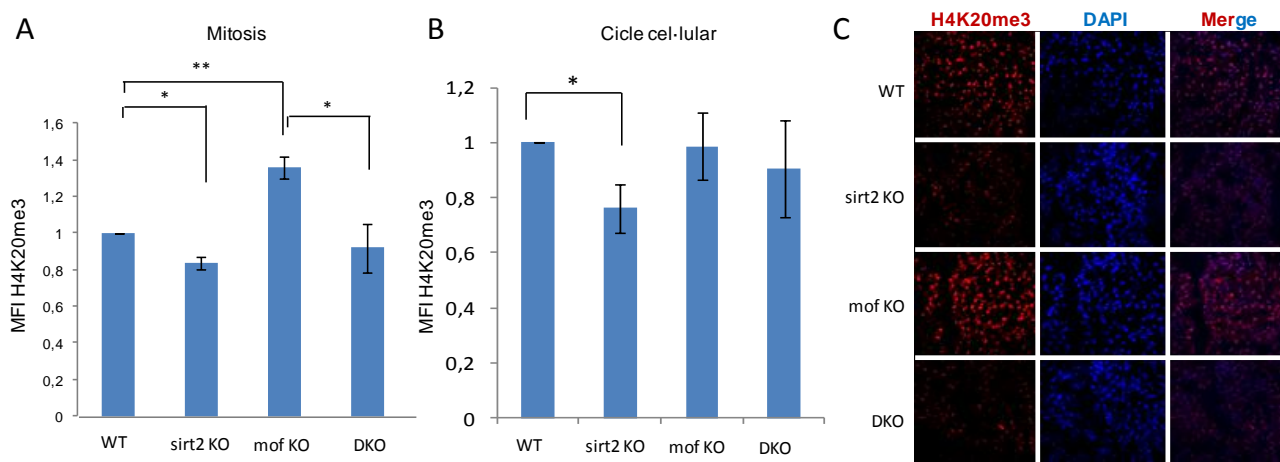 A
Mitosis
**
*
*
1,6
1,4
1,2
1
0,8
0,6
0,4
0,2
0
MFI H4K20me3
WT
sirt2 KO
mof KO
DKO
B
Cicle cel·lular
*
1,2
1
0,8
0,6
0,4
0,2
0
MFI H4K20me3
WT
sirt2 KO
mof KO
DKO
C
H4K20me3
DAPI
Merge
WT
sirt2 KO
mof KO
DKO